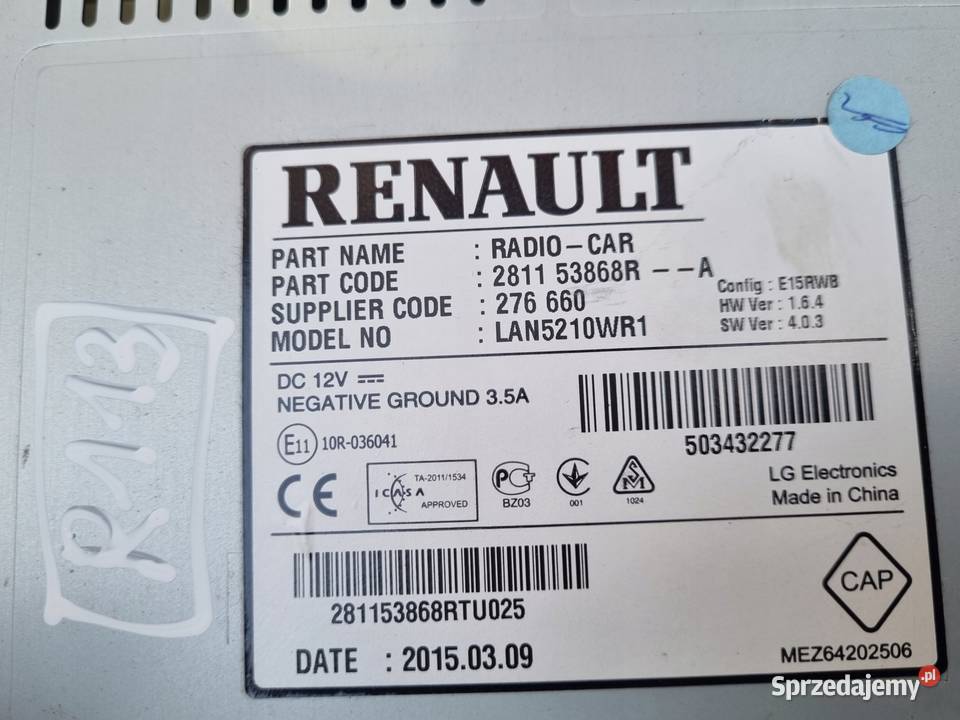 RENAULT
PART NAME : RADIO-CAR
PART CODE : 2811 53868R --A
SUPPLIER CODE : 276 660
MODEL NO : LAN5210WR1
Config : E15RWB
HW Ver : 1.6.4
SW Ver : 4.0.3
DC 12V
NEGATIVE GROUND 3.5A
503432277
E11 10R-036041
LG Electronics
Made in China
CE
TA-2011/1534
ICASA
APPROVED
PCT
BZ03
001
SM
1024
281153868RTU025
CAP
DATE : 2015.03.09
MEZ64202506
R113
Sprzedajemy.pl